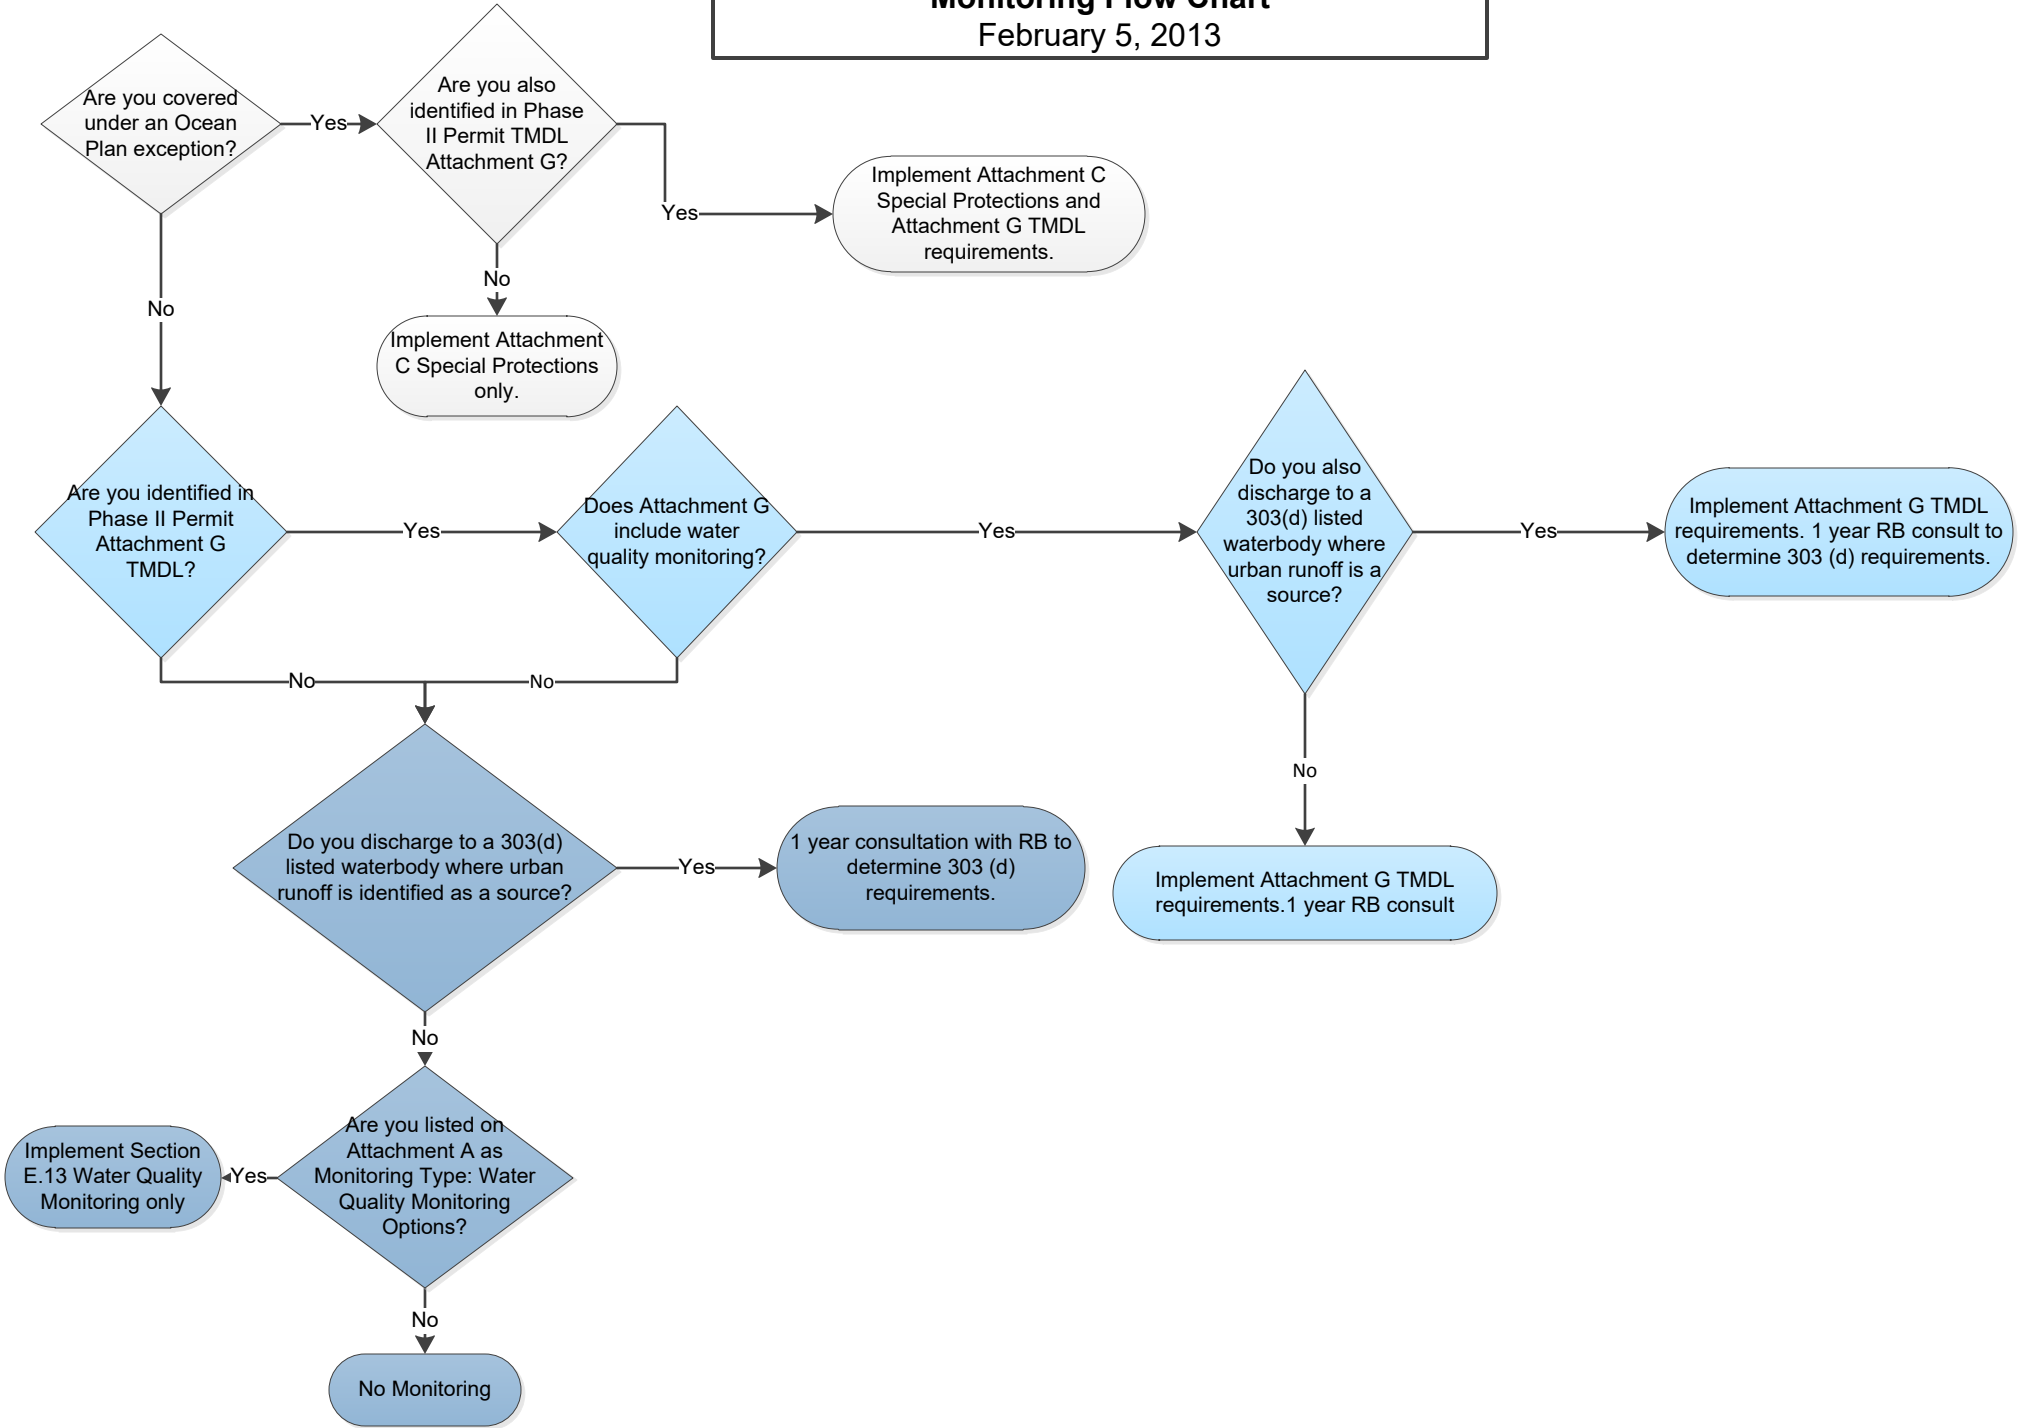 Monitoring Flow Chart
February 5, 2013
Are you covered
under an Ocean
Plan exception?
Yes
Are you also
identified in Phase
II Permit TMDL
Attachment G?
Yes
Implement Attachment C
Special Protections and
Attachment G TMDL
requirements.
No
No
Implement Attachment
C Special Protections
only.
Are you identified in
Phase II Permit
Attachment G
TMDL?
Yes
Does Attachment G
include water
quality monitoring?
Yes
Do you also
discharge to a
303(d) listed
waterbody where
urban runoff is a
source?
Yes
Implement Attachment G TMDL
requirements. 1 year RB consult to
determine 303 (d) requirements.
No
No
No
Do you discharge to a 303(d)
listed waterbody where urban
runoff is identified as a source?
Yes
1 year consultation with RB to
determine 303 (d)
requirements.
Implement Attachment G TMDL
requirements.1 year RB consult
No
Are you listed on
Attachment A as
Monitoring Type: Water
Quality Monitoring
Options?
Yes
Implement Section
E.13 Water Quality
Monitoring only
No
No Monitoring